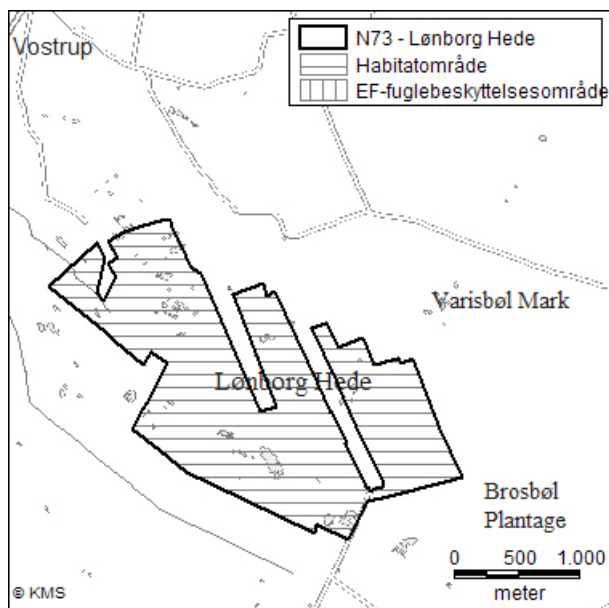 Vostrup
N73 - Lønborg Hede
Habitatområde
EF-fuglebeskyttelsesområde
Varisbøl Mark
Lønborg Hede
Brosbøl
Plantage
0 500 1.000
meter
© KMS